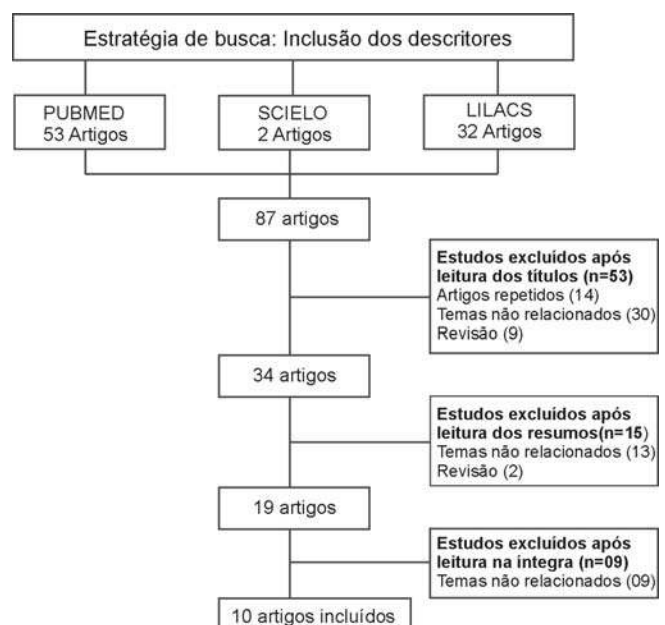 Estratégia de busca: Inclusão dos descritores
PUBMED
53 Artigos
SCIELO
2 Artigos
LILACS
32 Artigos
87 artigos
Estudos excluídos após
leitura dos títulos (n=53)
Artigos repetidos (14)
Temas não relacionados (30)
Revisão (9)
34 artigos
Estudos excluídos após
leitura dos resumos(n=15)
Temas não relacionados (13)
Revisão (2)
19 artigos
Estudos excluídos após
leitura na íntegra (n=09)
Temas não relacionados (09)
10 artigos incluídos